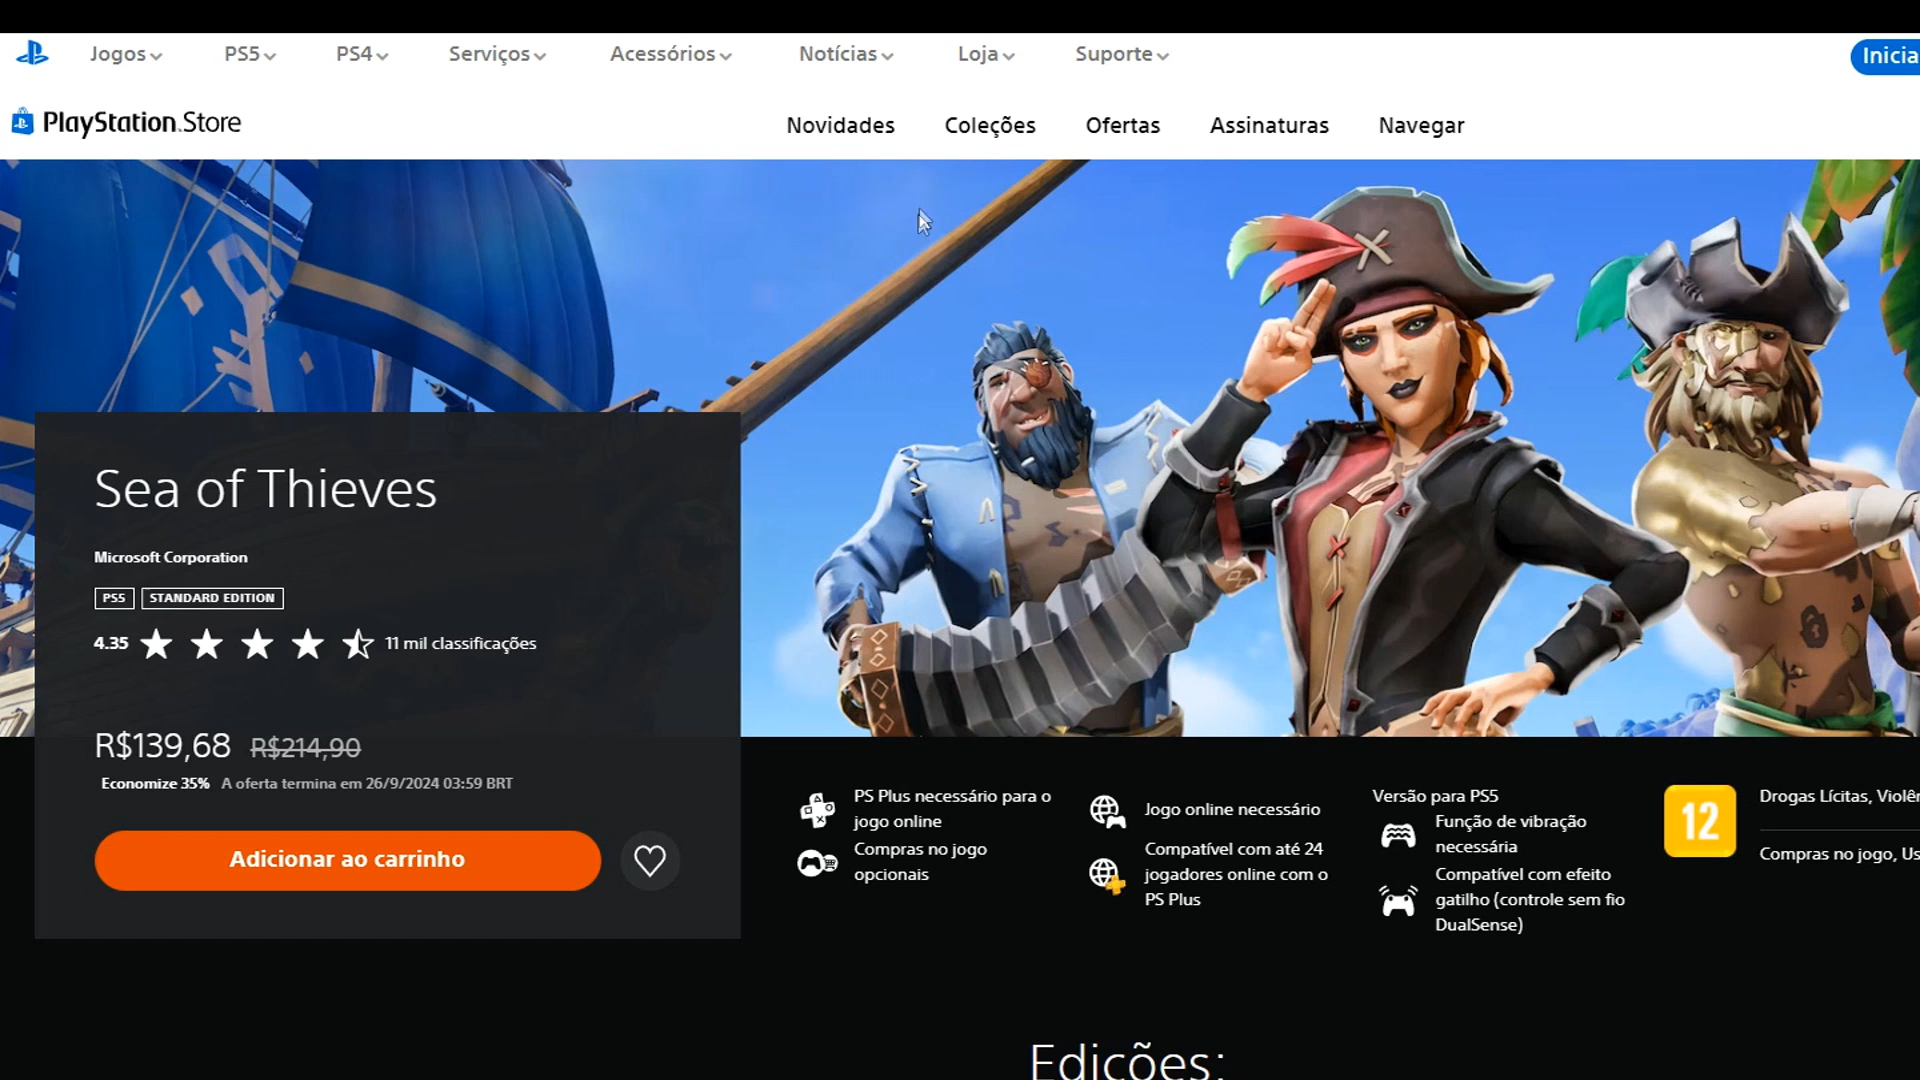 Jogos PS5 PS4 Serviços Acessórios Notícias Loja Suporte
PlayStation Store
Novidades Coleções Ofertas Assinaturas Navegar
Sea of Thieves
Microsoft Corporation
PS5 STANDARD EDITION
4.35 11 mil classificações
R$139,68 R$214,90
Economize 35% A oferta termina em 26/9/2024 03:59 BRT
Adicionar ao carrinho
PS Plus necessário para o
jogo online
Compras no jogo
opcionais
Jogo online necessário
Compatível com até 24
jogadores online com o
PS Plus
Versão para PS5
Função de vibração
necessária
Compatível com efeito
gatilho (controle sem fio
DualSense)
12
Drogas Lícitas,
Compras no jogo,
Edições: